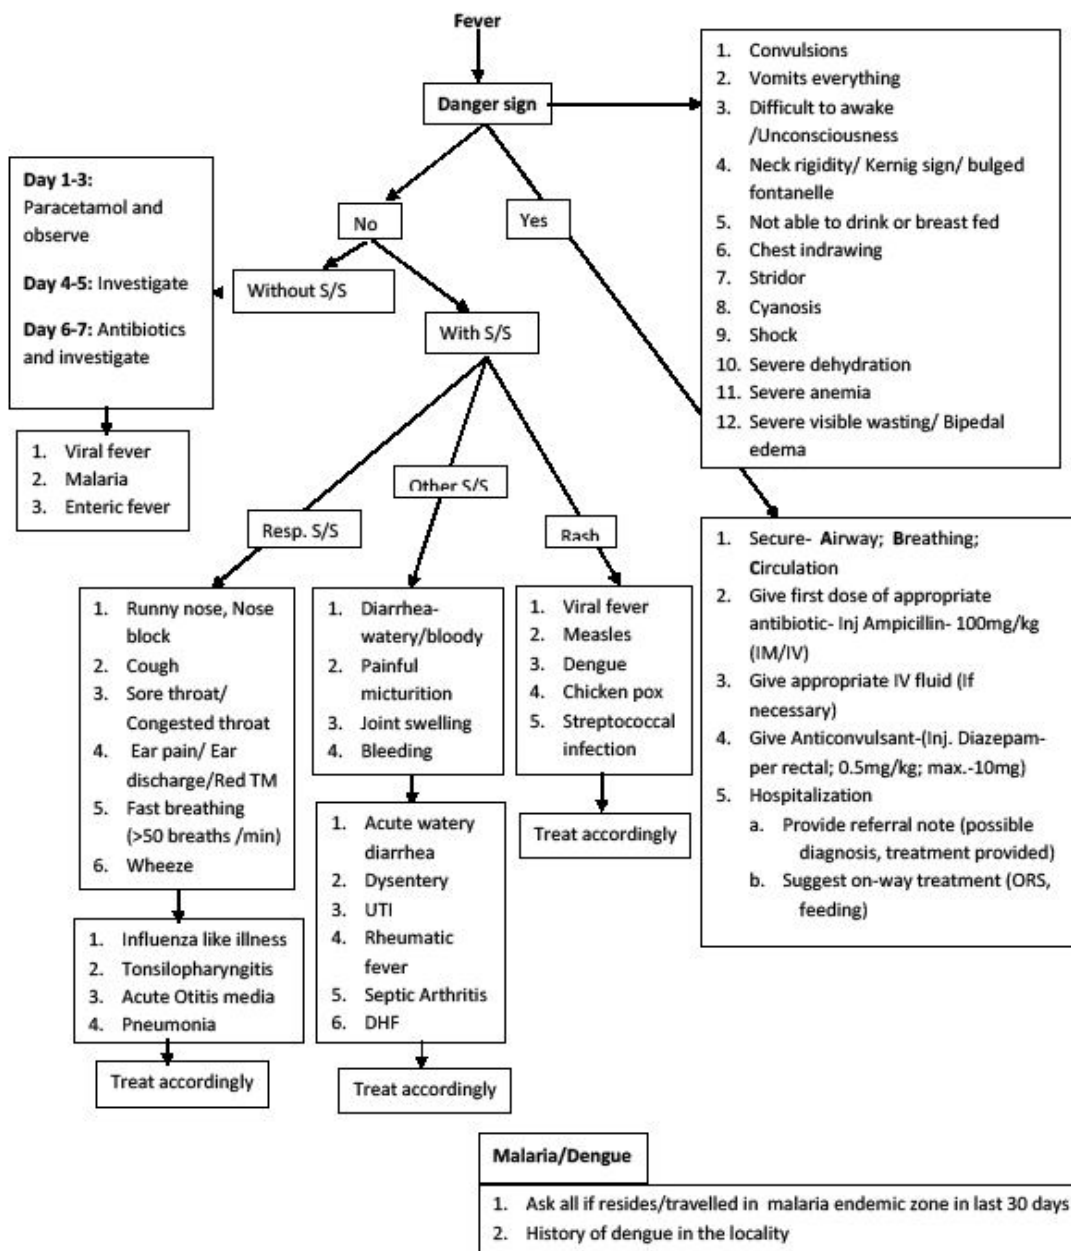 Fever
Danger sign
1. Convulsions
2. Vomits everything
3. Difficult to awake
/Unconsciousness
4. Neck rigidity/ Kernig sign/ bulged
fontanelle
5. Not able to drink or breast fed
6. Chest indrawing
7. Stridor
8. Cyanosis
9. Shock
10. Severe dehydration
11. Severe anemia
12. Severe visible wasting/ Bipedal
edema
No
Yes
Without S/S
Day 1-3:
Paracetamol and
observe
Day 4-5: Investigate
Day 6-7: Antibiotics
and investigate
1. Viral fever
2. Malaria
3. Enteric fever
With S/S
Resp. S/S
Other S/S
Rash
1. Runny nose, Nose
block
2. Cough
3. Sore throat/
Congested throat
4. Ear pain/ Ear
discharge/Red TM
5. Fast breathing
(>50 breaths /min)
6. Wheeze
1. Influenza like illness
2. Tonsilopharyngitis
3. Acute Otitis media
4. Pneumonia
Treat accordingly
1. Diarrhea-
watery/bloody
2. Painful
micturition
3. Joint swelling
4. Bleeding
1. Acute watery
diarrhea
2. Dysentery
3. UTI
4. Rheumatic
fever
5. Septic Arthritis
6. DHF
Treat accordingly
1. Viral fever
2. Measles
3. Dengue
4. Chicken pox
5. Streptococcal
infection
Treat accordingly
1. Secure- Airway; Breathing;
Circulation
2. Give first dose of appropriate
antibiotic- Inj Ampicillin- 100mg/kg
(IM/IV)
3. Give appropriate IV fluid (If
necessary)
4. Give Anticonvulsant-(Inj. Diazepam-
per rectal; 0.5mg/kg; max.-10mg)
5. Hospitalization
a. Provide referral note (possible
diagnosis, treatment provided)
b. Suggest on-way treatment (ORS,
feeding)
Malaria/Dengue
1. Ask all if resides/travelled in malaria endemic zone in last 30 days
2. History of dengue in the locality